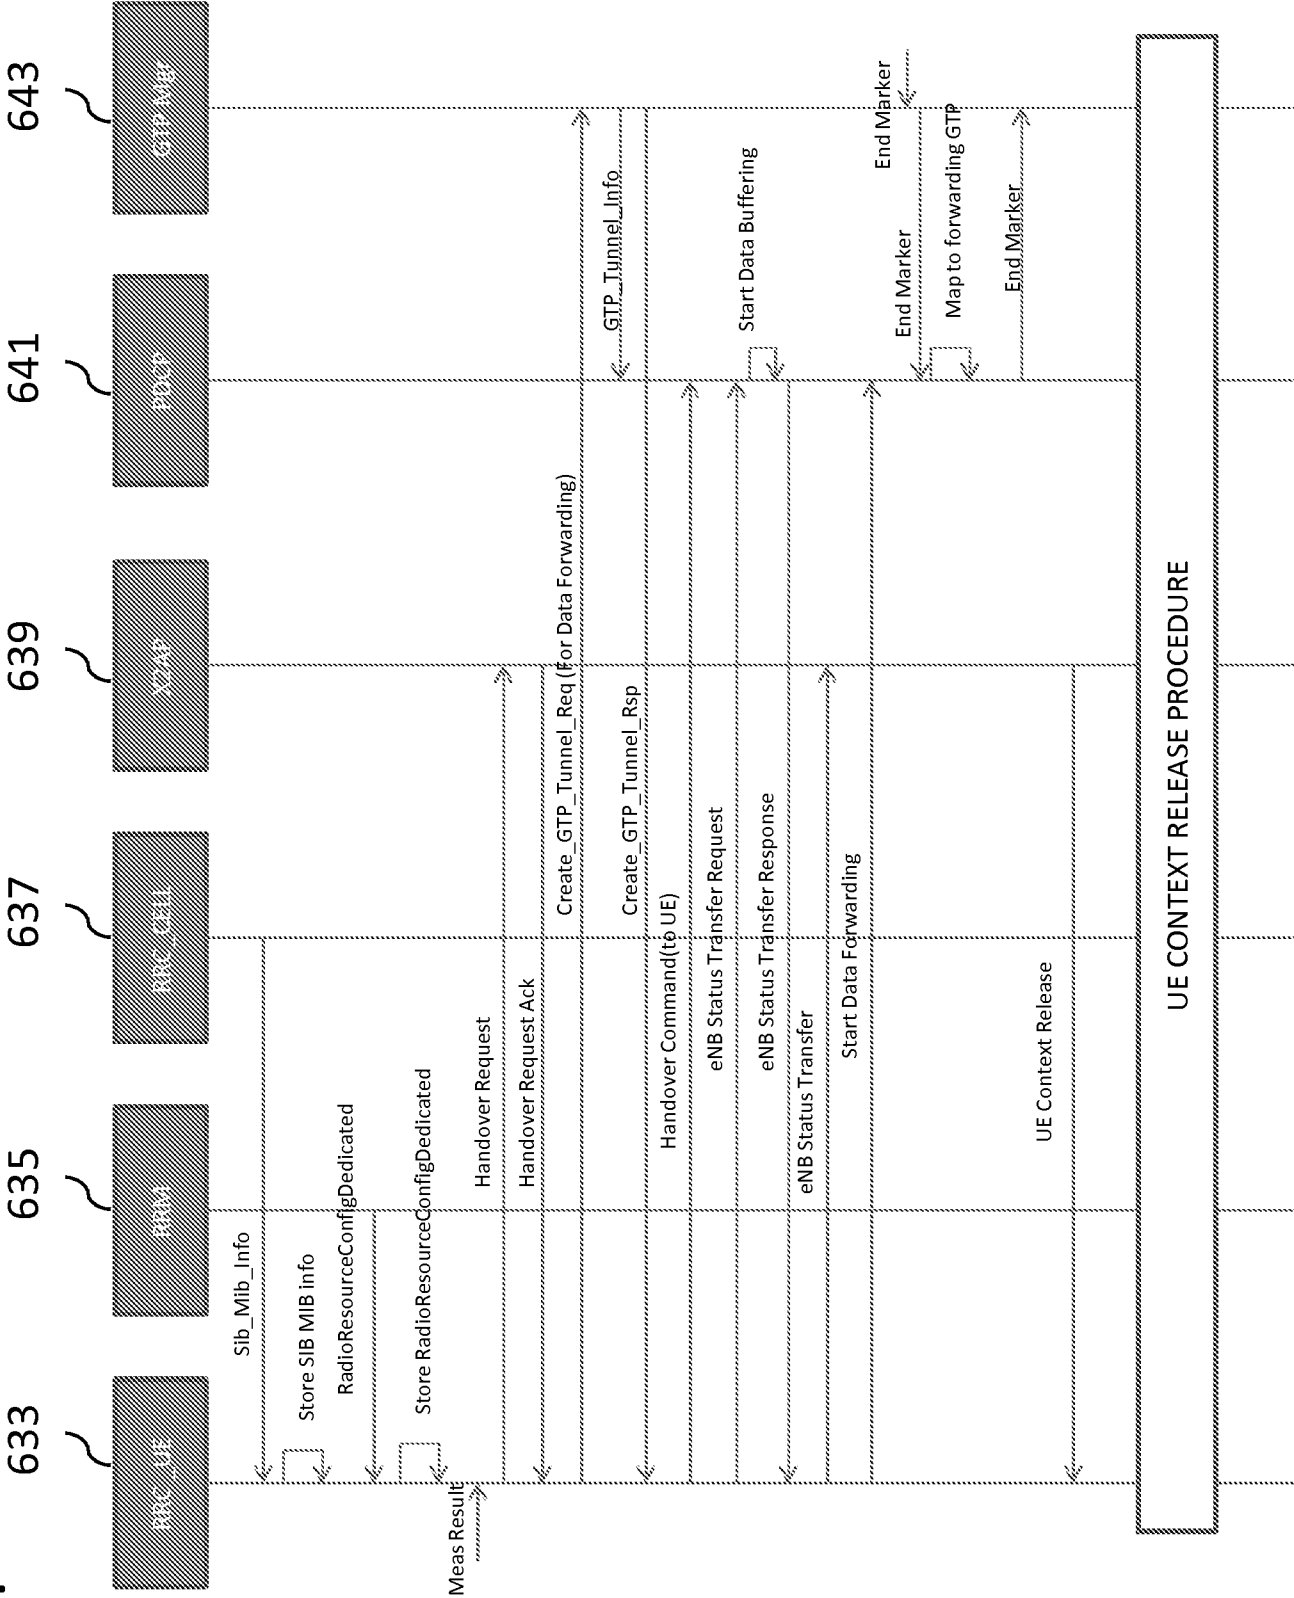 633
635
637
639
641
643
RRC_UE
RRM
RRC_CELL
X2AP
PDCP
GTP Mgr
Sib_Mib_Info
Store SIB MIB info
RadioResourceConfigDedicated
Store RadioResourceConfigDedicated
Meas Result
Handover Request
Handover Request Ack
Create_GTP_Tunnel_Req (For Data Forwarding)
GTP_Tunnel_Info
Create_GTP_Tunnel_Rsp
Handover Command(to UE)
eNB Status Transfer Request
Start Data Buffering
eNB Status Transfer Response
eNB Status Transfer
Start Data Forwarding
End Marker
End Marker
Map to forwarding GTP
End Marker
UE Context Release
UE CONTEXT RELEASE PROCEDURE